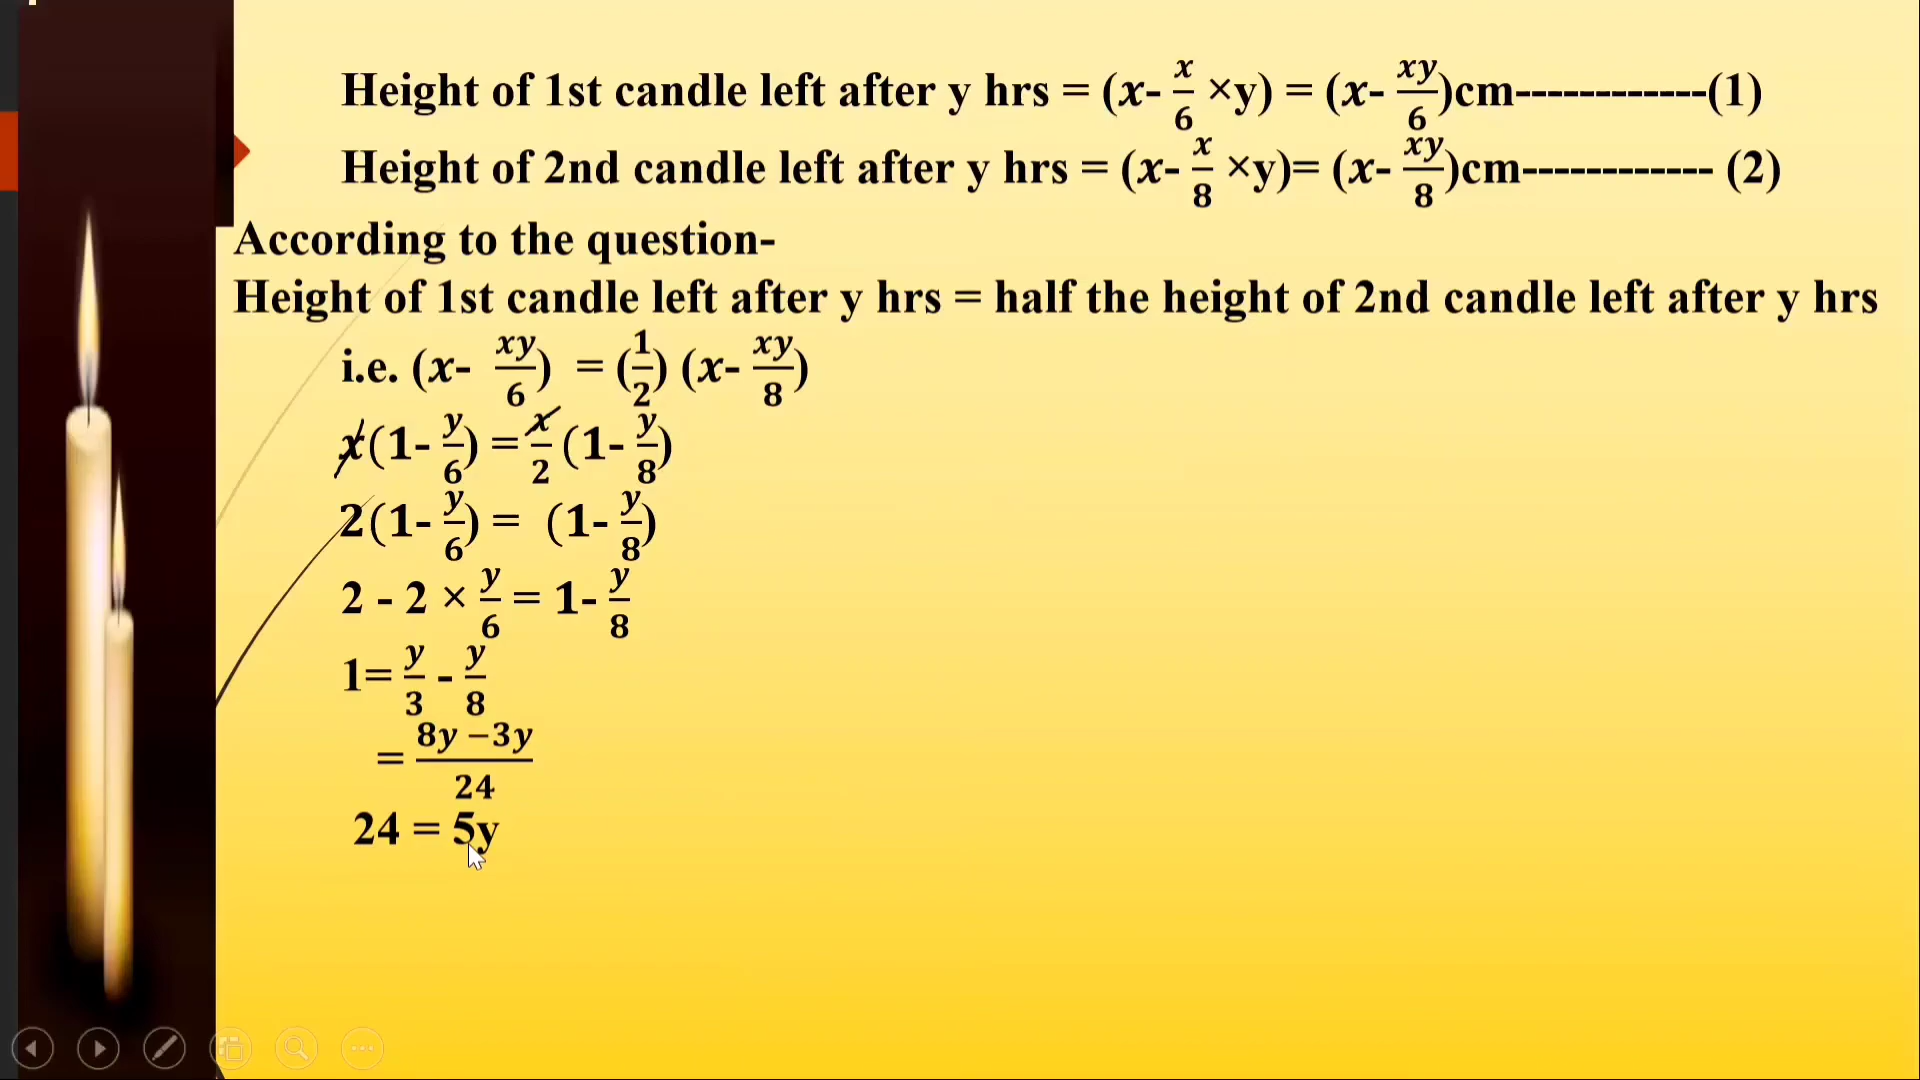 Height of 1st candle left after y hrs = (x- x/6 ×y) = (x- xy/6)cm------------(1)
Height of 2nd candle left after y hrs = (x- x/8 ×y)= (x- xy/8)cm------------ (2)
According to the question-
Height of 1st candle left after y hrs = half the height of 2nd candle left after y hrs
i.e. (x- xy/6) = (1/2) (x- xy/8)
x(1- y/6) = x/2 (1- y/8)
2(1- y/6) = (1- y/8)
2 - 2 × y/6 = 1- y/8
1= y/3 - y/8
= 8y −3y/24
24 = 5y